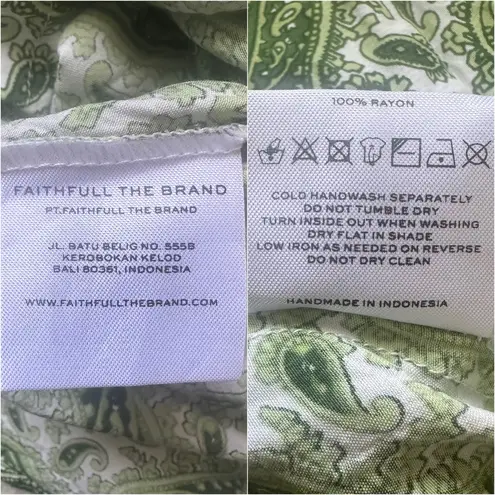 FAITHFULL THE BRAND
PT.FAITHFULL THE BRAND
JL. BATU BELIG NO. 555B
KEROBOKAN KELOD
BALI 80361, INDONESIA
WWW.FAITHFULLTHEBRAND.COM
100% RAYON
COLD HANDWASH SEPARATELY
DO NOT TUMBLE DRY
TURN INSIDE OUT WHEN WASHING
DRY FLAT IN SHADE
LOW IRON AS NEEDED ON REVERSE
DO NOT DRY CLEAN
HANDMADE IN INDONESIA